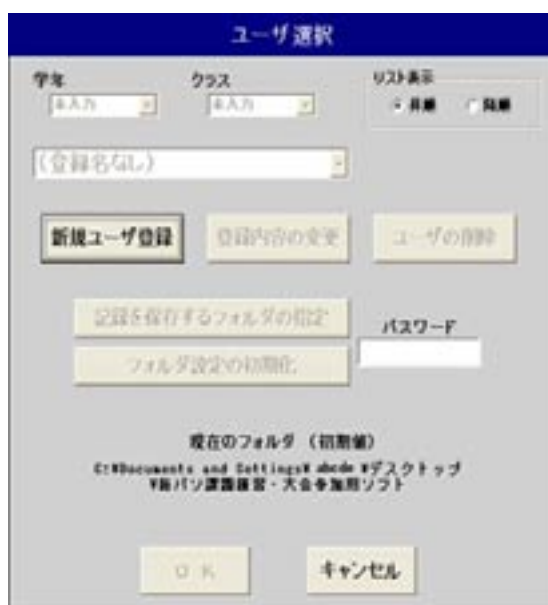 ユーザ選択
学年 クラス リスト表示
未入力 未入力 昇順 降順
(登録名なし)
新規ユーザ登録 登録内容の変更 ユーザの削除
記録を保存するフォルダの指定 パスワード
フォルダ設定の初期化
現在のフォルダ (初期値)
C:¥Documents and Settings¥ abcde ¥デスクトップ
¥毎パソ課題練習・大会参加用ソフト
OK キャンセル